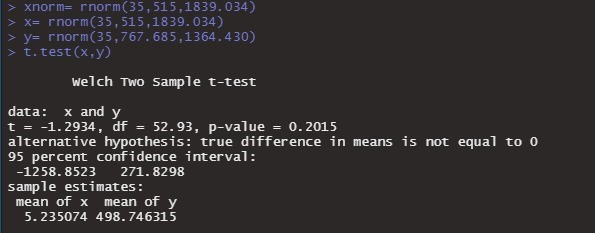 > xnorm= rnorm(35,515,1839.034)
> x= rnorm(35,515,1839.034)
> y= rnorm(35,767.685,1364.430)
> t.test(x,y)
Welch Two Sample t-test
data:  x and y
t = -1.2934, df = 52.93, p-value = 0.2015
alternative hypothesis: true difference in means is not equal to 0
95 percent confidence interval:
-1258.8523   271.8298
sample estimates:
mean of x  mean of y
5.235074 498.746315